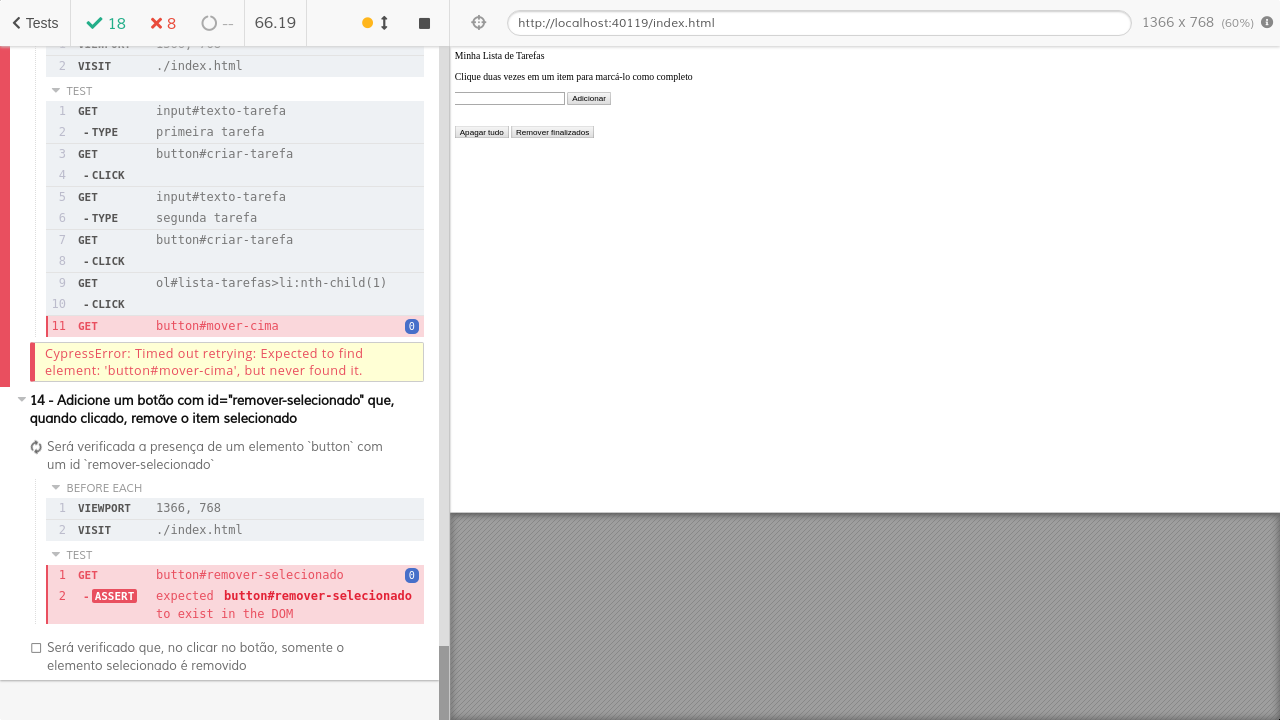 Tests 18 8 -- 66.19
1 VIEWPORT 1366, 768
2 VISIT ./index.html
TEST
1 GET input#texto-tarefa
2 -TYPE primeira tarefa
3 GET button#criar-tarefa
4 -CLICK
5 GET input#texto-tarefa
6 -TYPE segunda tarefa
7 GET button#criar-tarefa
8 -CLICK
9 GET ol#lista-tarefas>li:nth-child(1)
10 -CLICK
11 GET button#mover-cima 0
CypressError: Timed out retrying: Expected to find
element: 'button#mover-cima', but never found it.
14 - Adicione um botão com id="remover-selecionado" que,
quando clicado, remove o item selecionado
Será verificada a presença de um elemento `button` com
um id `remover-selecionado`
BEFORE EACH
1 VIEWPORT 1366, 768
2 VISIT ./index.html
TEST
1 GET button#remover-selecionado 0
2 -ASSERT expected button#remover-selecionado
to exist in the DOM
Será verificado que, no clicar no botão, somente o
elemento selecionado é removido
http://localhost:40119/index.html 1366 x 768 (60%)
Minha Lista de Tarefas
Clique duas vezes em um item para marcá-lo como completo
Adicionar
Apagar tudo Remover finalizados